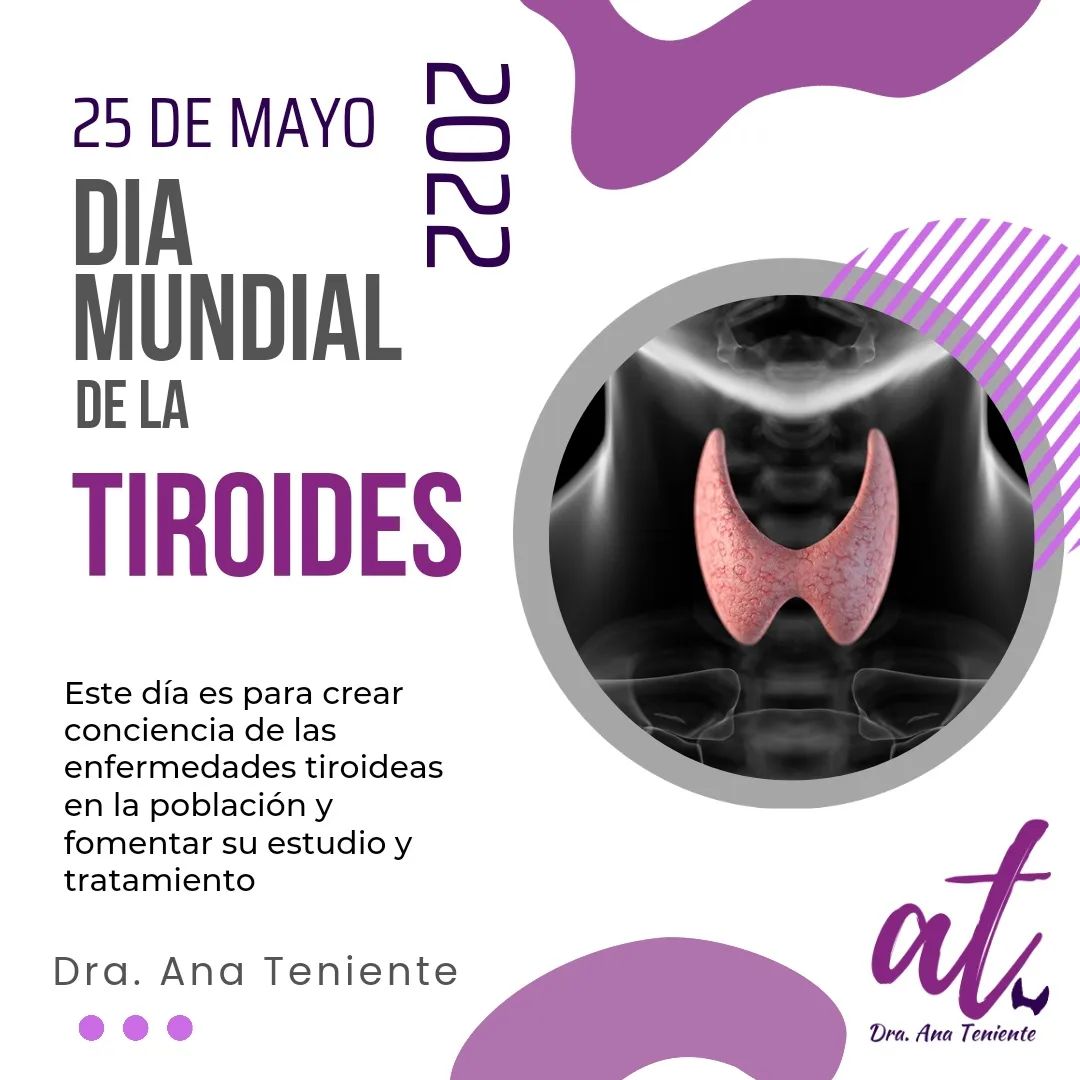 25 DE MAYO
2022
DIA
MUNDIAL
DE LA
TIROIDES
Este día es para crear
conciencia de las
enfermedades tiroideas
en la población y
fomentar su estudio y
tratamiento
Dra. Ana Teniente
at
Dra. Ana Teniente